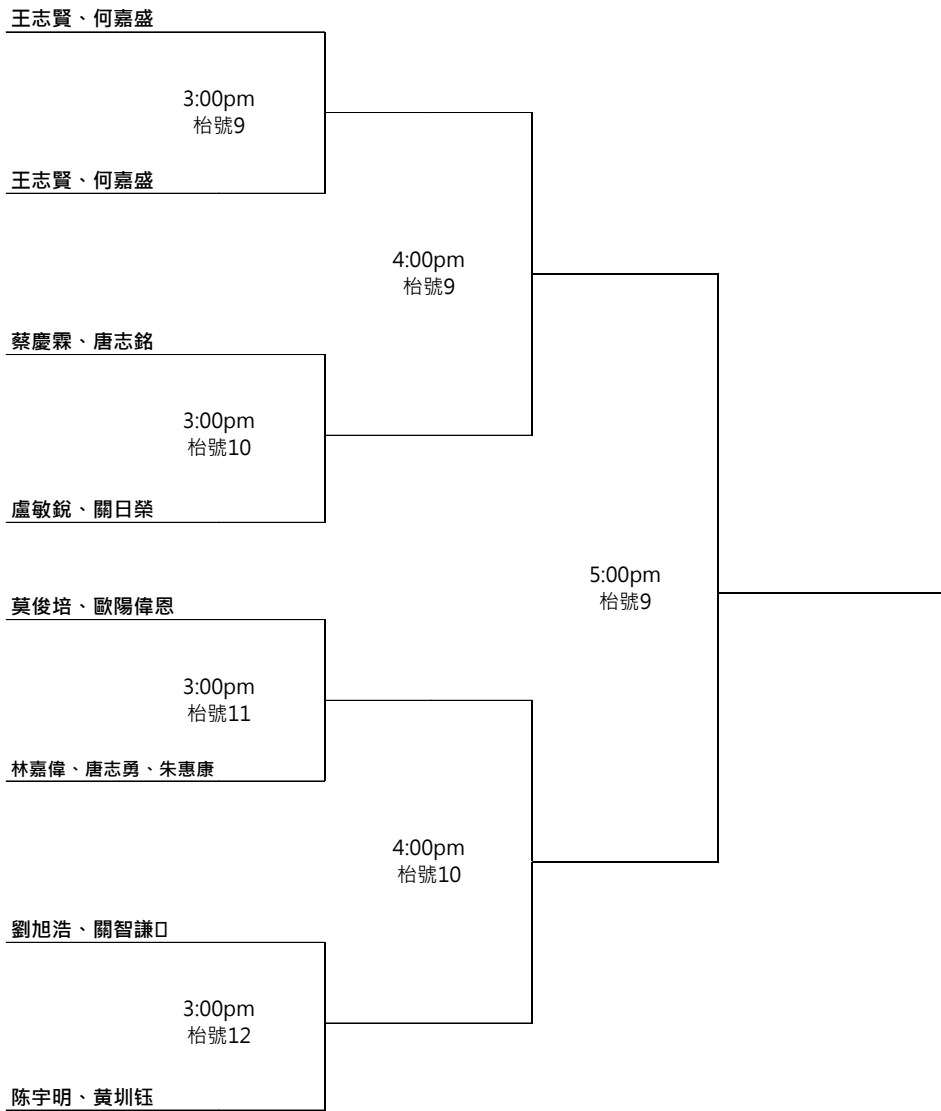 王志賢、何嘉盛
3:00pm
枱號9
王志賢、何嘉盛
4:00pm
枱號9
蔡慶霖、唐志銘
3:00pm
枱號10
盧敏銳、關日榮
5:00pm
枱號9
莫俊培、歐陽偉恩
3:00pm
枱號11
林嘉偉、唐志勇、朱惠康
4:00pm
枱號10
劉旭浩、關智謙
3:00pm
枱號12
陈宇明、黄圳钰